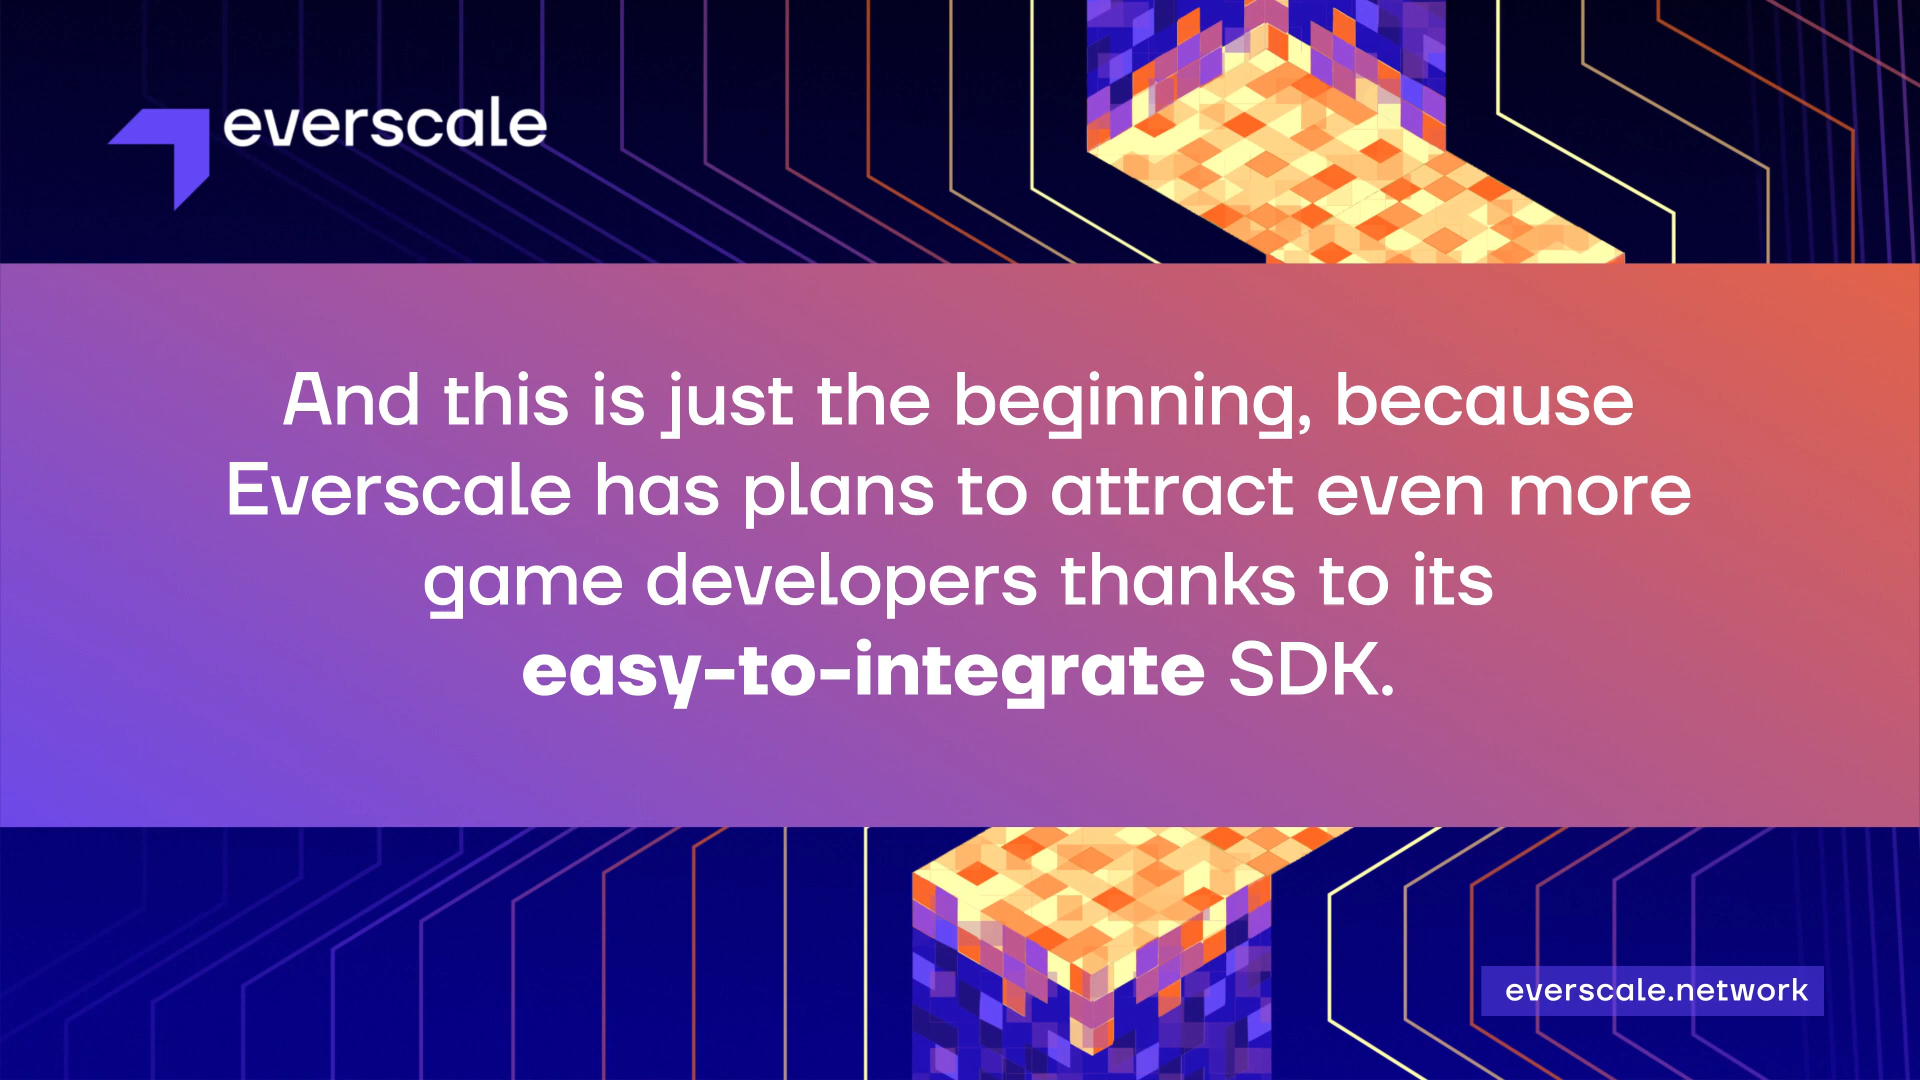 everscale
And this is just the beginning, because
Everscale has plans to attract even more
game developers thanks to its
easy-to-integrate SDK.
everscale.network